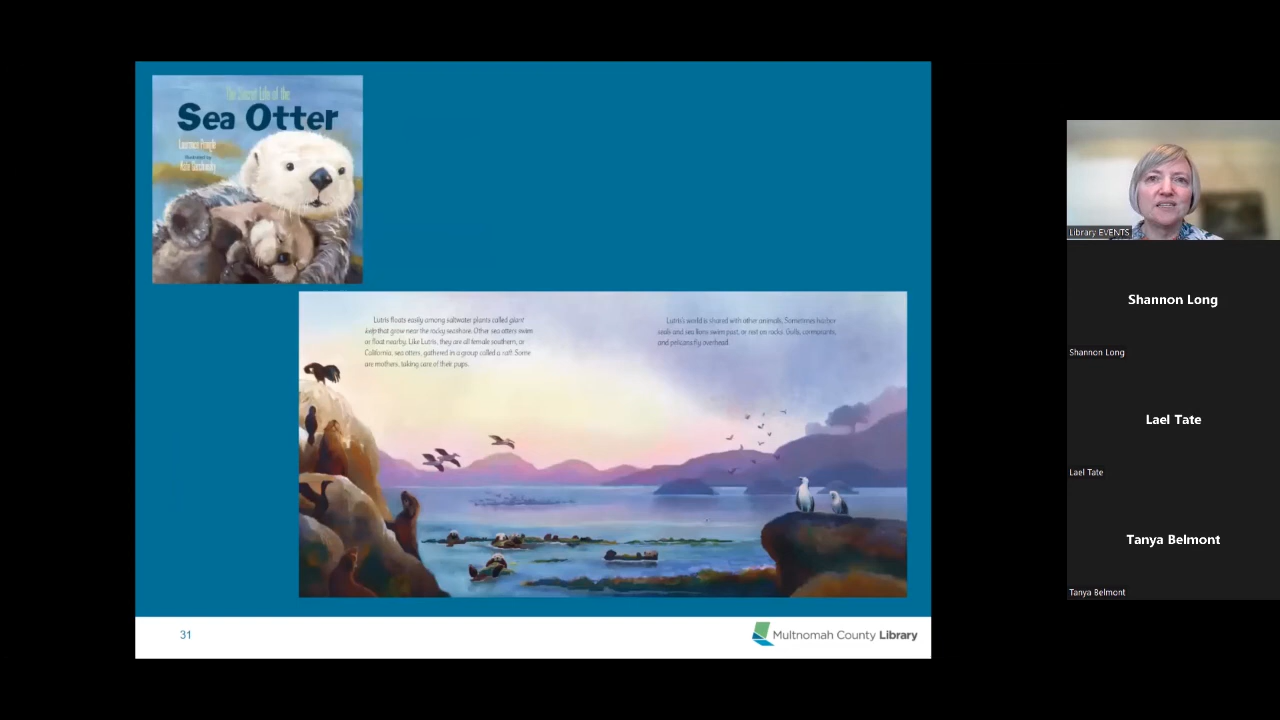 The Secret Life of the
Sea Otter
Laurence Pringle
Illustrated by
Lutris floats easily among saltwater plants called giant
kelp that grow near the rocky seashore. Other sea otters swim
or float nearby. Like Lutris, they are all female southern, or
California, sea otters, gathered in a group called a raft. Some
are mothers, taking care of their pups.
Lutris's world is shared with other animals. Sometimes harbor
seals and sea lions swim past, or rest on rocks. Gulls, cormorants,
and pelicans fly overhead.
31
Multnomah County Library
Library EVENTS
Shannon Long
Shannon Long
Lael Tate
Lael Tate
Tanya Belmont
Tanya Belmont